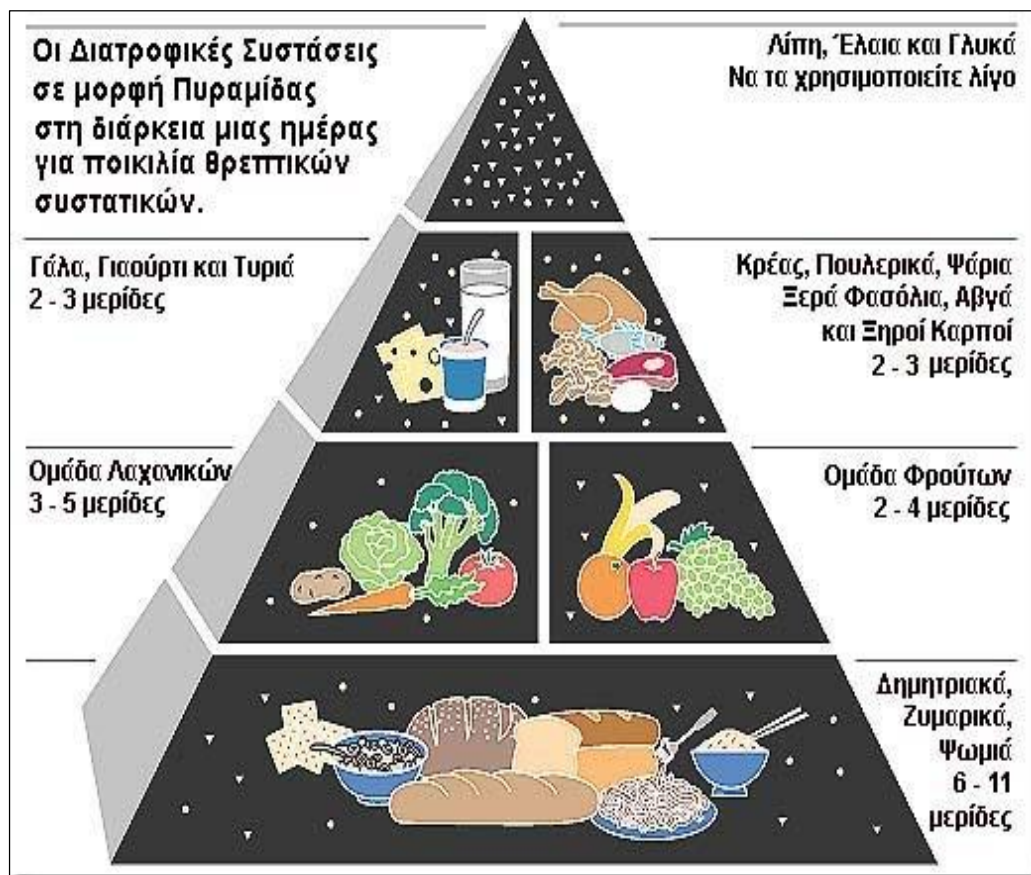 Οι Διατροφικές Συστάσεις
σε μορφή Πυραμίδας
στη διάρκεια μιας ημέρας
για ποικιλία θρεπτικών
συστατικών.
Λίπη, Έλαια και Γλυκά
Να τα χρησιμοποιείτε λίγο
Γάλα, Γιαούρτι και Τυριά
2 - 3 μερίδες
Κρέας, Πουλερικά, Ψάρια
Ξερά Φασόλια, Αβγά
και Ξηροί Καρποί
2 - 3 μερίδες
Ομάδα Λαχανικών
3 - 5 μερίδες
Ομάδα Φρούτων
2 - 4 μερίδες
Δημητριακά,
Ζυμαρικά,
Ψωμιά
6 - 11
μερίδες